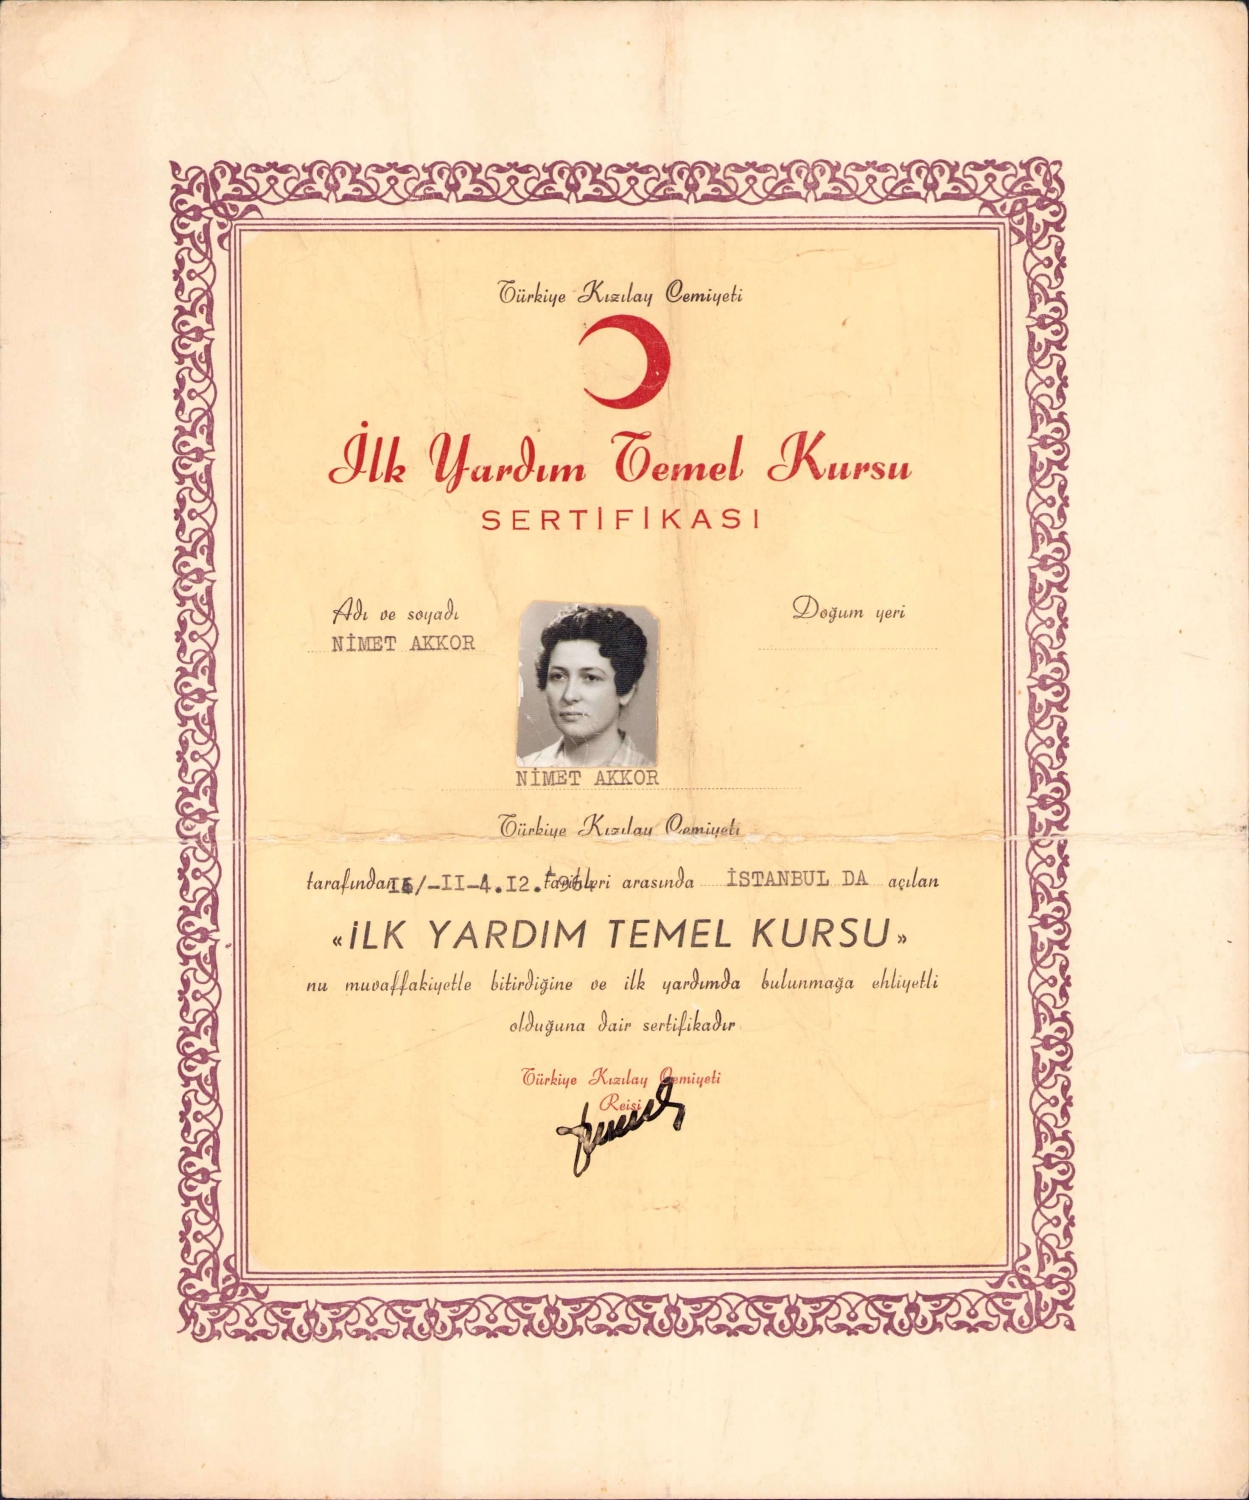 Türkiye Kızılay Cemiyeti
İlk Yardım Temel Kursu
SERTİFİKASI
Adı ve soyadı
NİMET AKKOR
Doğum yeri
NİMET AKKOR
Türkiye Kızılay Cemiyeti
tarafından /-II-4.I2. tarihleri arasında İSTANBUL DA açılan
«İLK YARDIM TEMEL KURSU»
nu muvaffakiyetle bitirdiğine ve ilk yardımda bulunmağa ehliyetli
olduğuna dair sertifikadır
Türkiye Kızılay Cemiyeti
Reisi